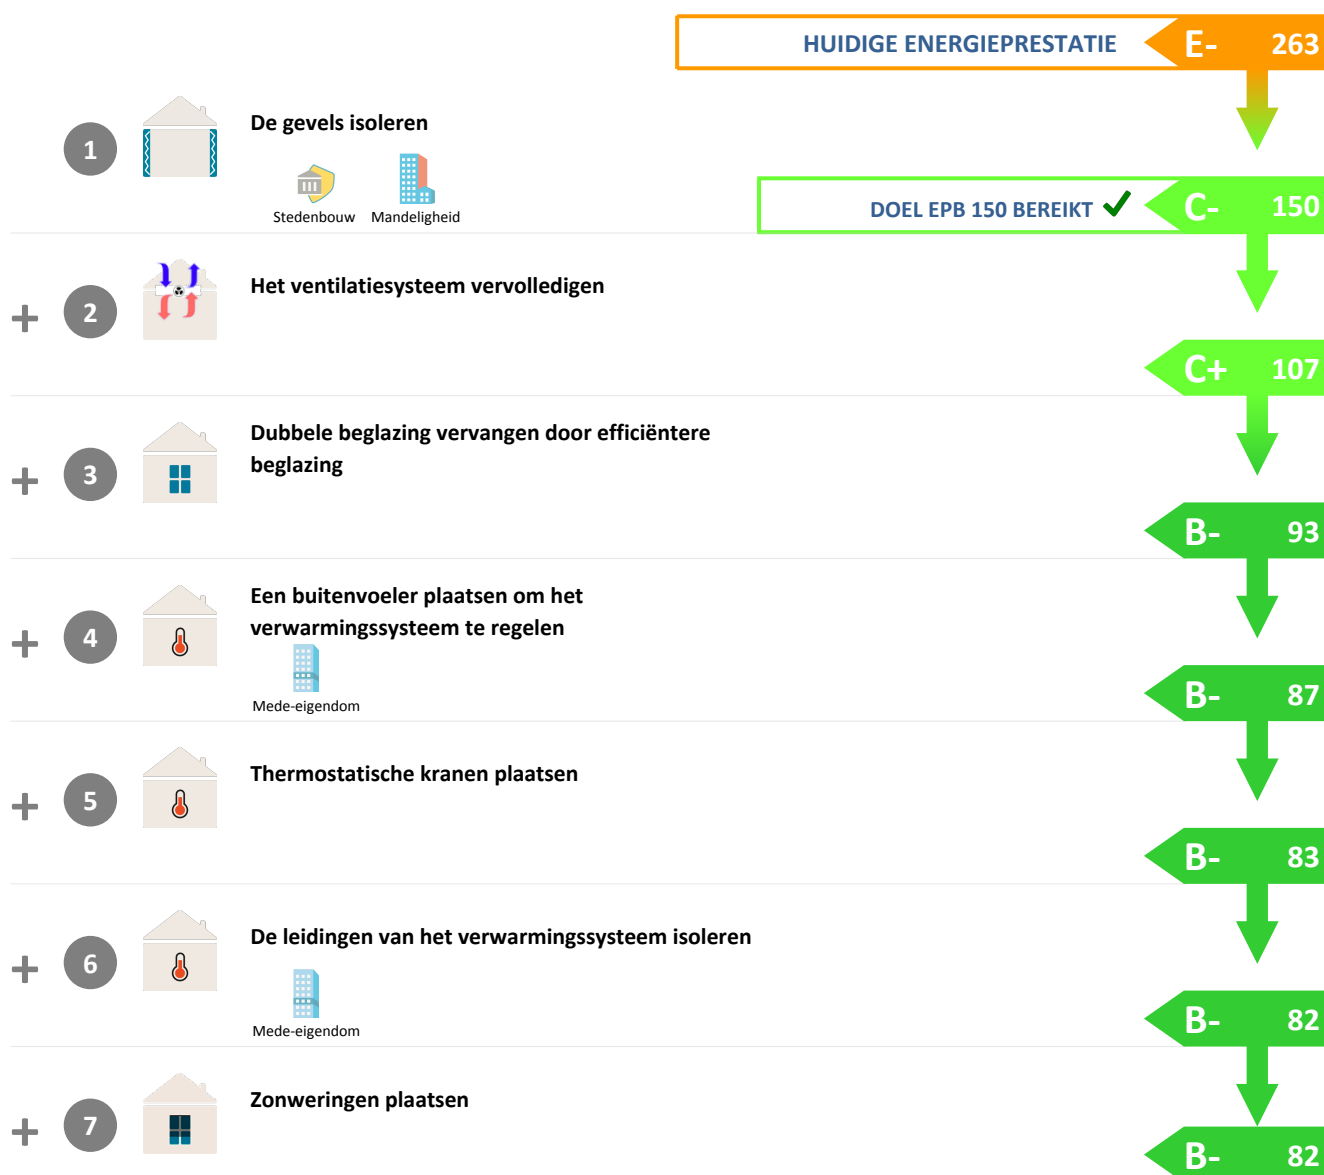 HUIDIGE ENERGIEPRESTATIE E- 263
1 De gevels isoleren
Stedenbouw Mandeligheid
DOEL EPB 150 BEREIKT C- 150
+ 2 Het ventilatiesysteem vervolledigen
C+ 107
+ 3 Dubbele beglazing vervangen door efficiëntere
beglazing
B- 93
+ 4 Een buitenvoeler plaatsen om het
verwarmingssysteem te regelen
Mede-eigendom
B- 87
+ 5 Thermostatische kranen plaatsen
B- 83
+ 6 De leidingen van het verwarmingssysteem isoleren
Mede-eigendom
B- 82
+ 7 Zonweringen plaatsen
B- 82